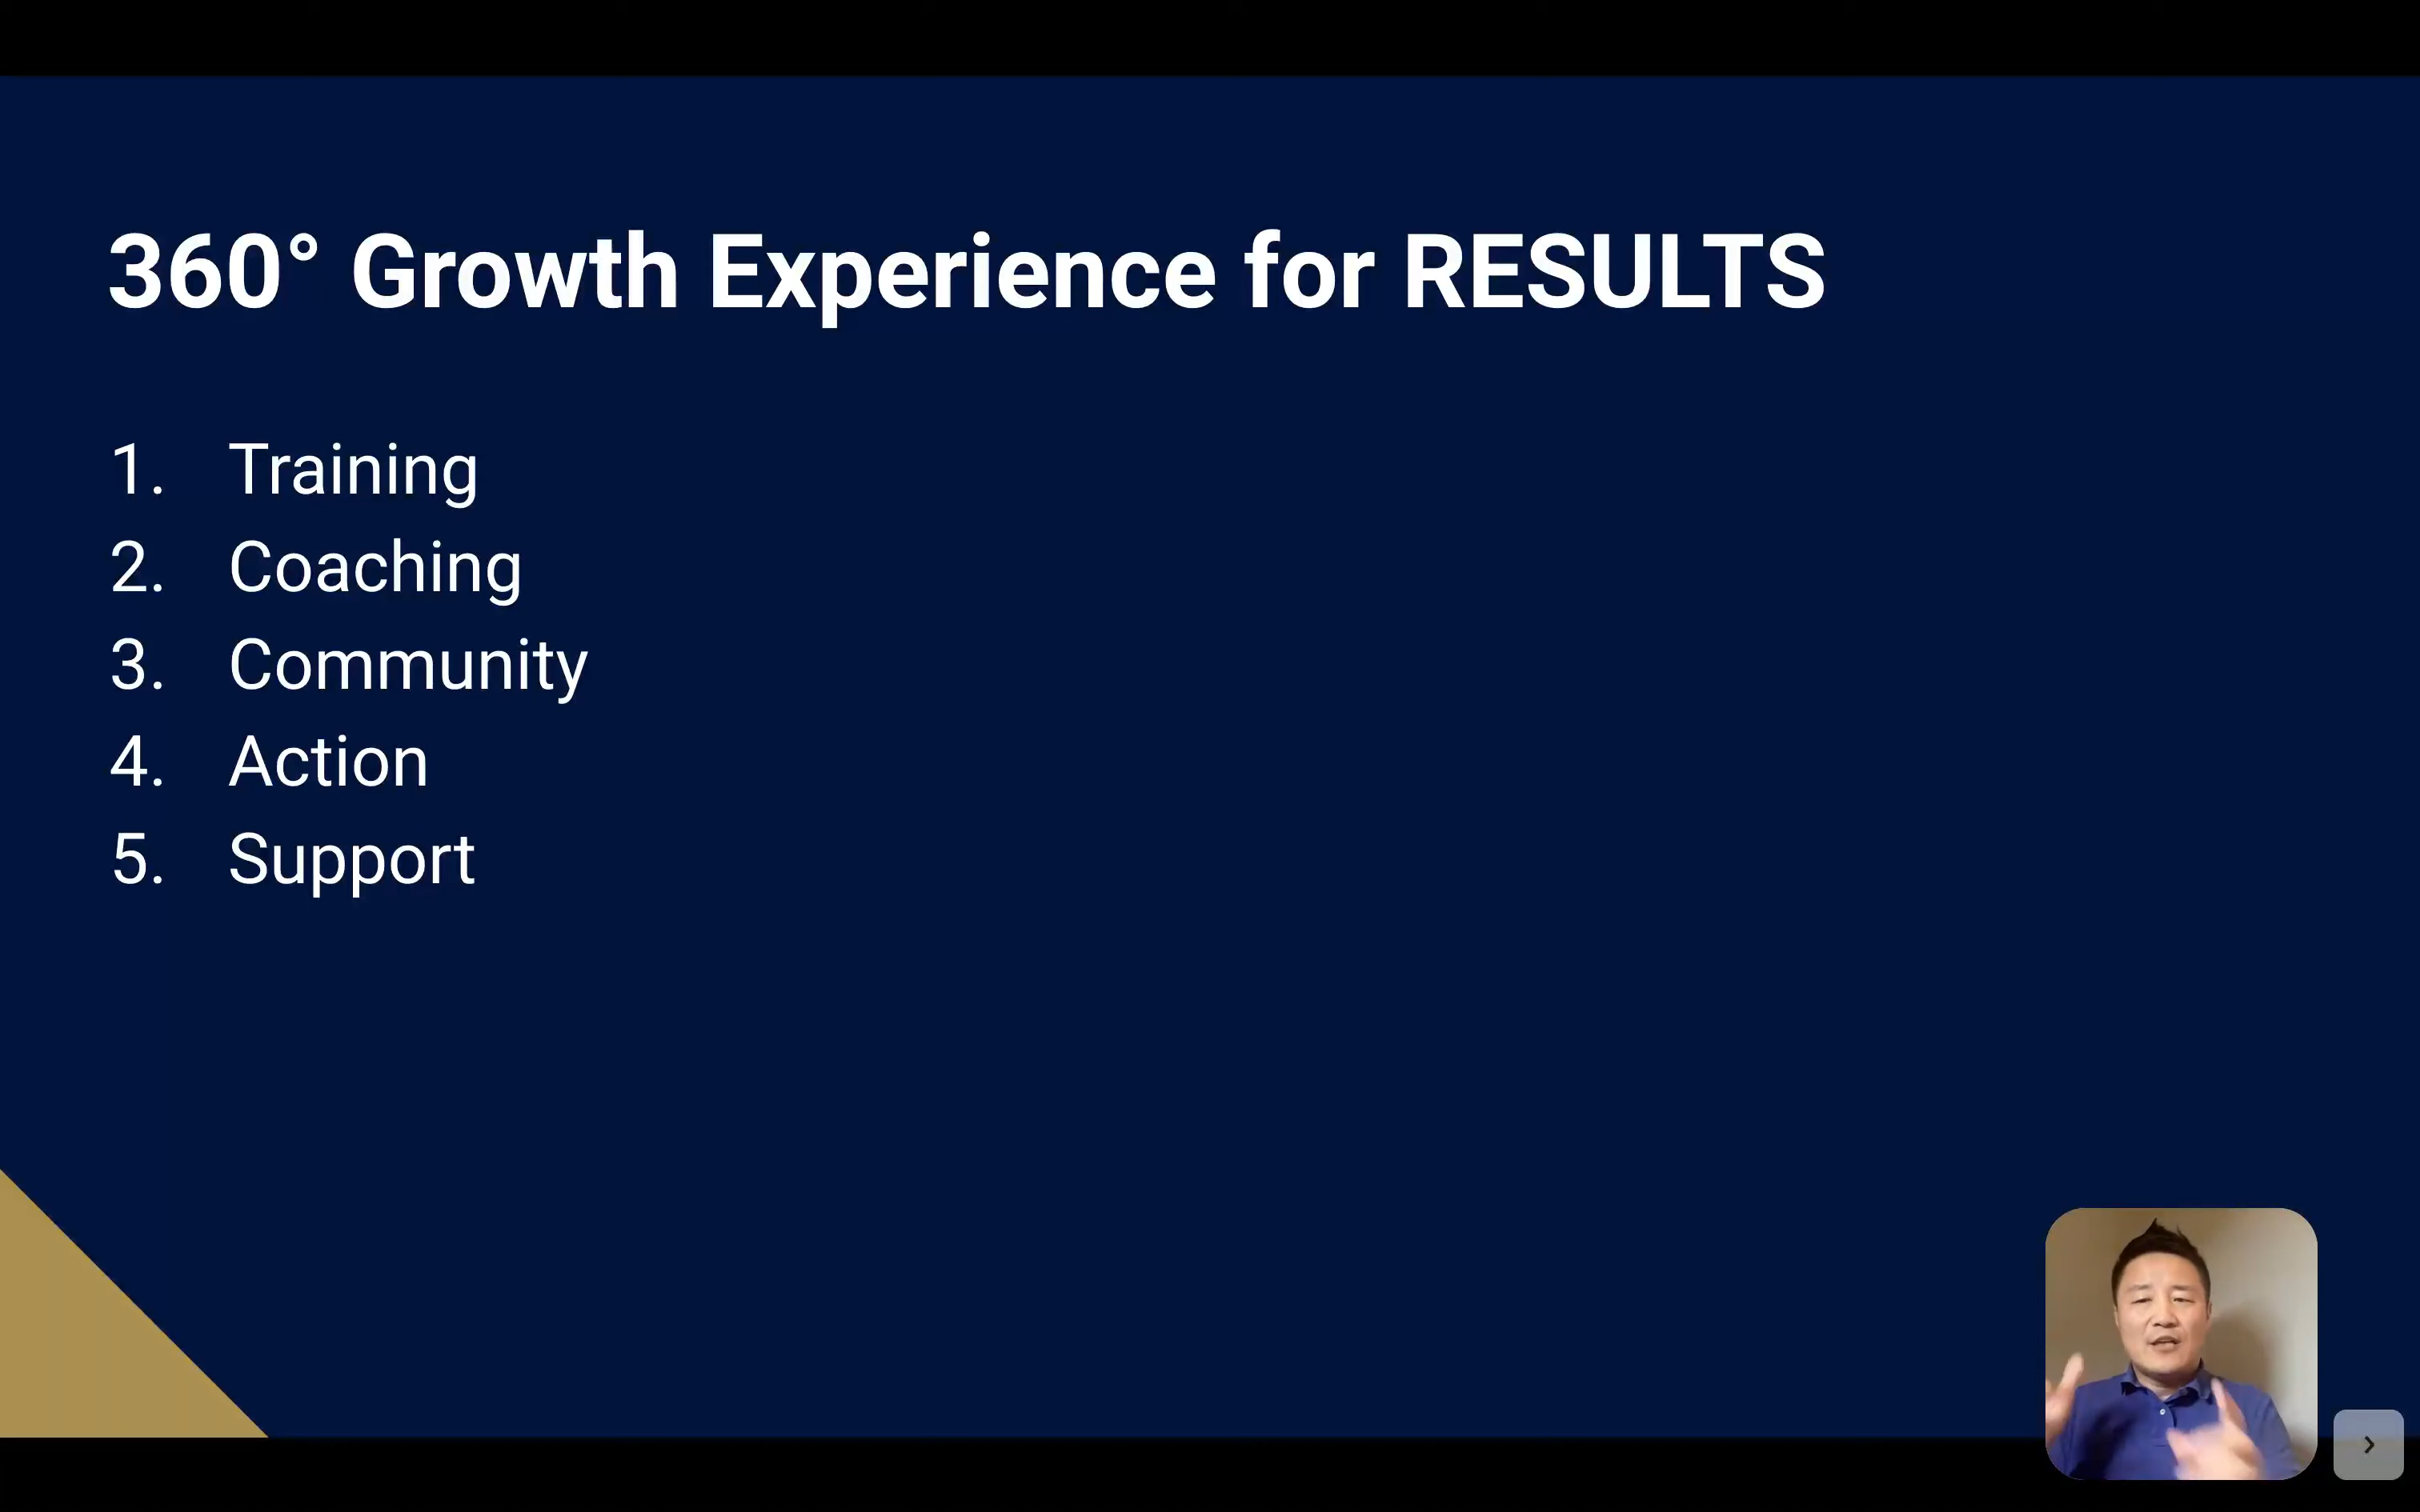 360° Growth Experience for RESULTS
1. Training
2. Coaching
3. Community
4. Action
5. Support